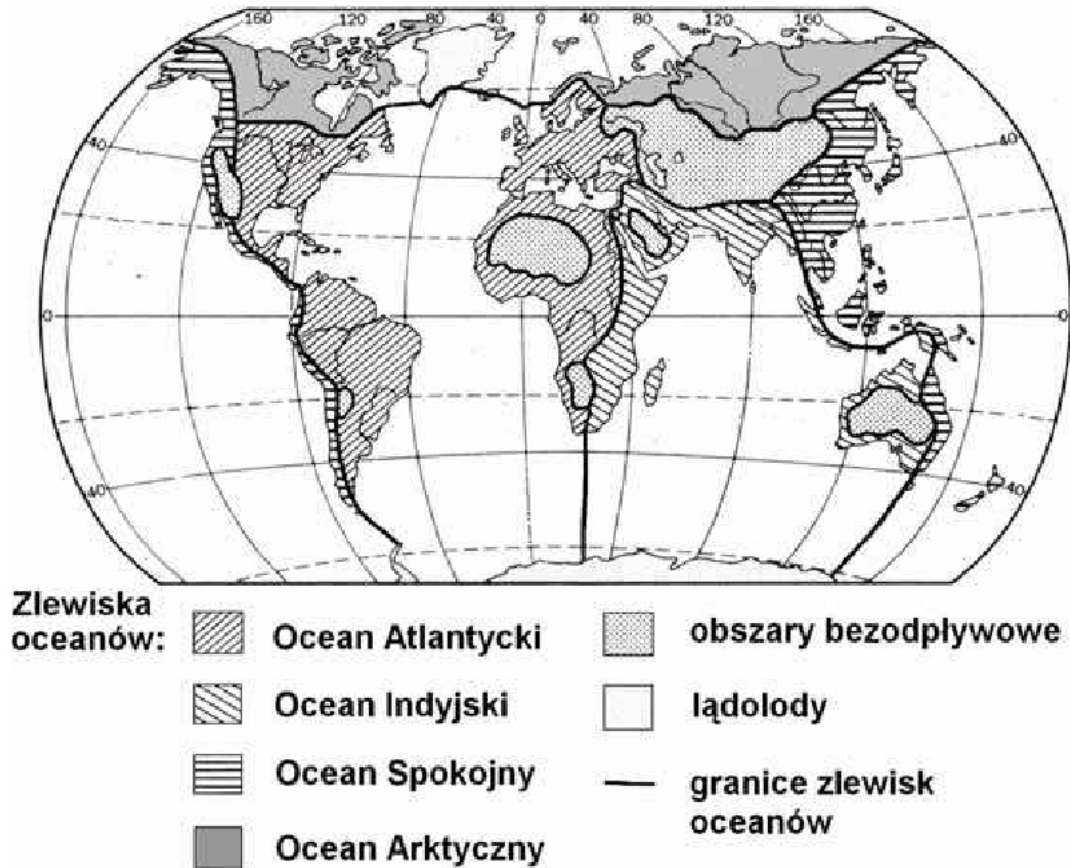 160 120 80 40 0 40 80 120 160
40 40
0 0
40 40
Zlewiska
oceanów:
Ocean Atlantycki
Ocean Indyjski
Ocean Spokojny
Ocean Arktyczny
obszary bezodpływowe
lądolody
granice zlewisk
oceanów